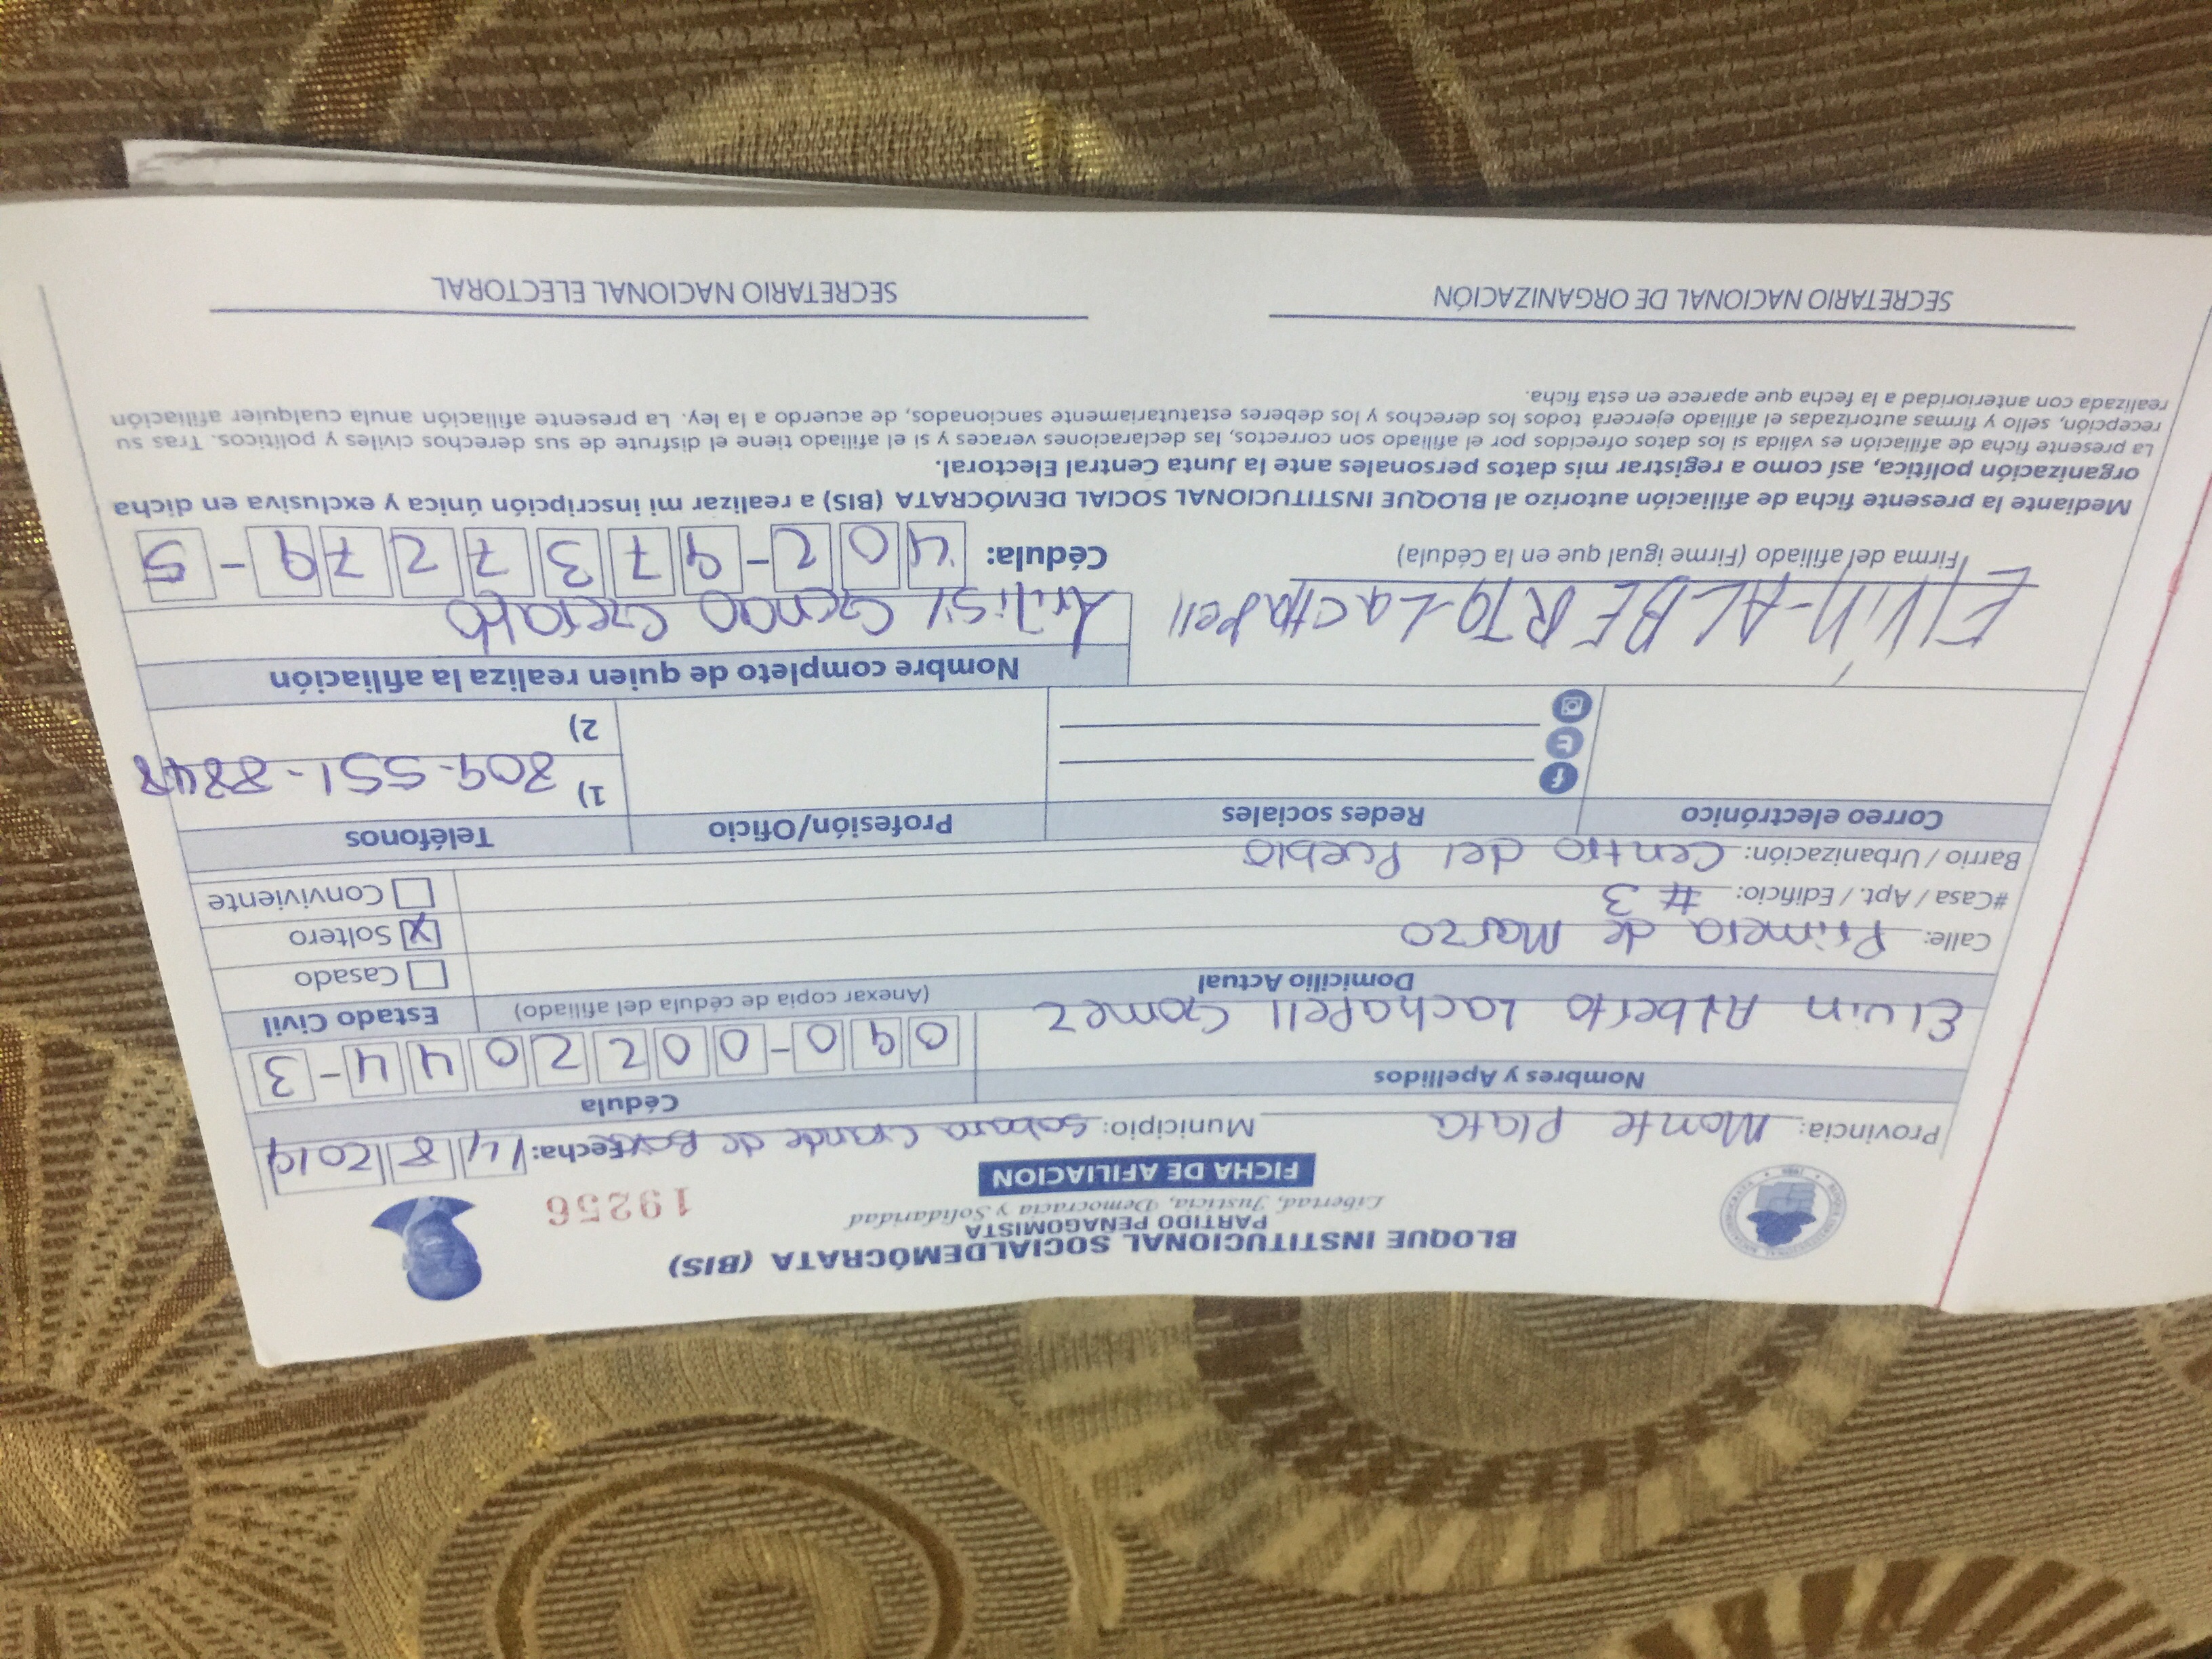 BLOQUE INSTITUCIONAL SOCIALDEMÓCRATA (BIS)
PARTIDO PENAGOMISTA
Libertad, Justicia, Democracia y Solidaridad
19256
FICHA DE AFILIACION
Provincia: Monte Plata Municipio: Sabana Grande de Fecha: 14 8 2019
Nombres y Apellidos Cédula
Elvin Alberto Lachapell Gomez 090-0022044-3
(Anexar copia de cédula del afiliado)
Domicilio Actual Estado Civil
Calle: Primera de Marzo
#Casa / Apt. / Edificio: #3
Barrio / Urbanización: Centro del Pueblo
Casado
X Soltero
Conviviente
Correo electrónico Redes sociales Profesión/Oficio Teléfonos
1) 809-551-8848
2)
Nombre completo de quien realiza la afiliación
ElVin-ALBERTO-Lachapell
Firma del afiliado (Firme igual que en la Cédula)
Genao
Cédula: 402-9737279-5
Mediante la presente ficha de afiliación autorizo al BLOQUE INSTITUCIONAL SOCIAL DEMÓCRATA (BIS) a realizar mi inscripción única y exclusiva en dicha
organización política, así como a registrar mis datos personales ante la Junta Central Electoral.
La presente ficha de afiliación es válida si los datos ofrecidos por el afiliado son correctos, las declaraciones veraces y si el afiliado tiene el disfrute de sus derechos civiles y políticos. Tras su
recepción, sello y firmas autorizadas el afiliado ejercerá todos los derechos y los deberes estatutariamente sancionados, de acuerdo a la ley. La presente afiliación anula cualquier afiliación
realizada con anterioridad a la fecha que aparece en esta ficha.
SECRETARIO NACIONAL DE ORGANIZACIÓN SECRETARIO NACIONAL ELECTORAL